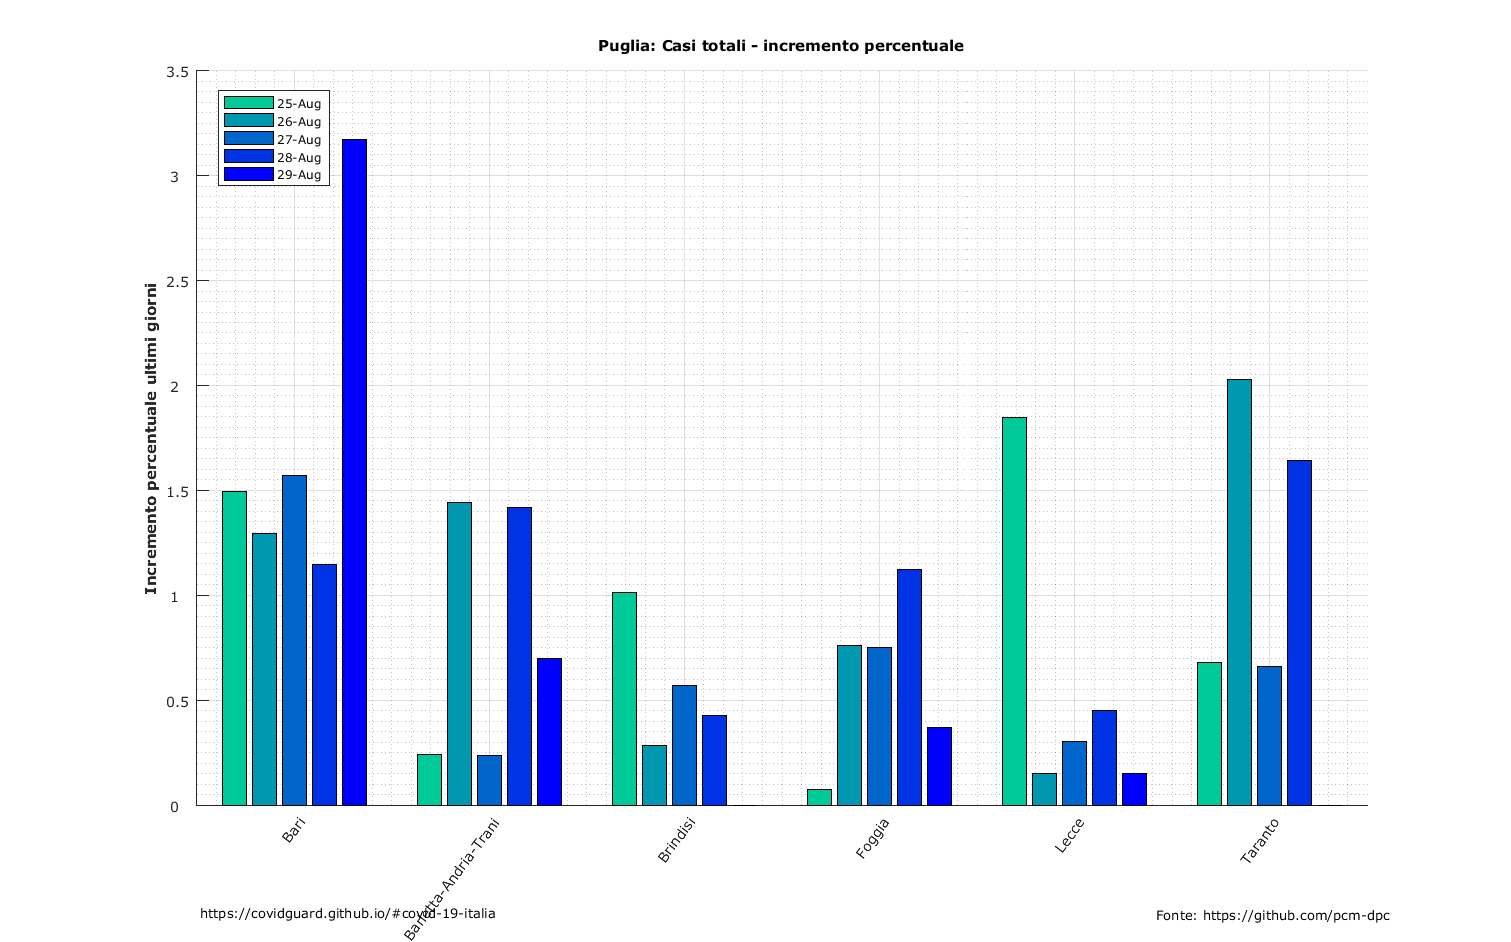 Puglia: Casi totali - incremento percentuale
3.5
3
2.5
2
1.5
1
0.5
0
Incremento percentuale ultimi giorni
25-Aug
26-Aug
27-Aug
28-Aug
29-Aug
Bari
Barletta-Andria-Trani
Brindisi
Foggia
Lecce
Taranto
https://covidguard.github.io/#covid-19-italia
Fonte: https://github.com/pcm-dpc